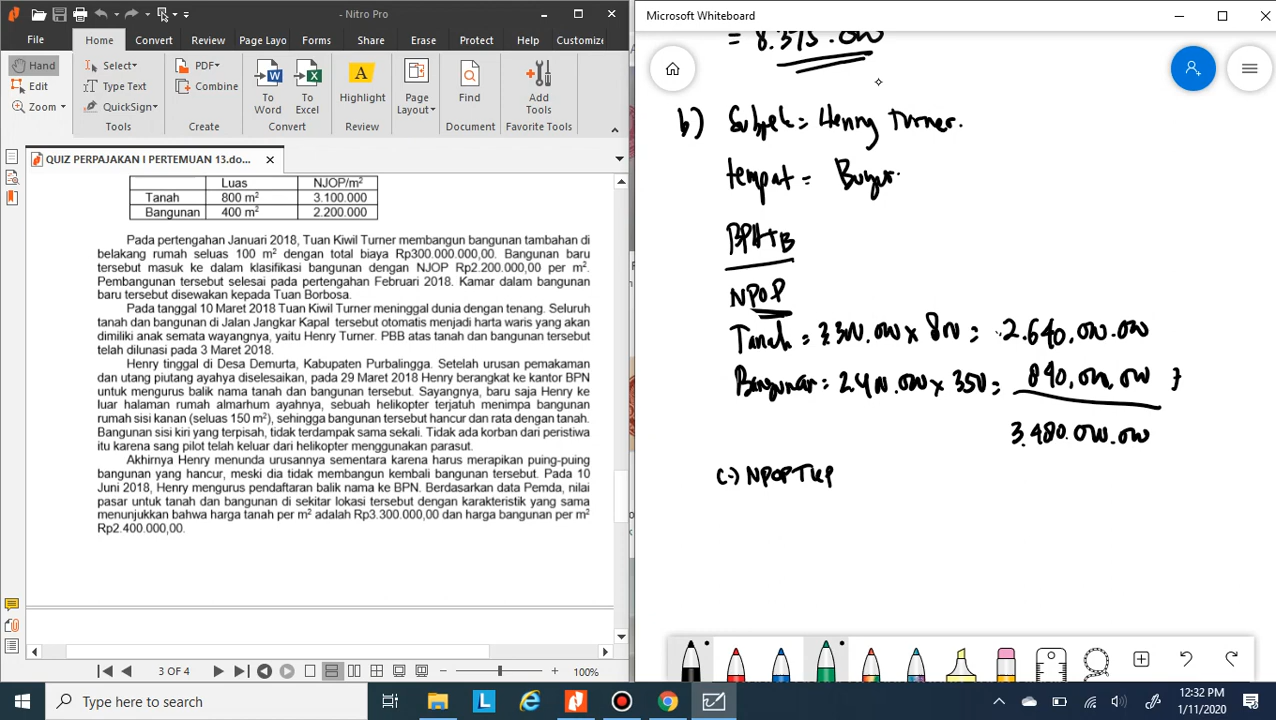 1:08 - Nitro Pro
Microsoft Whiteboard
File
Home
Convert
Review
Page Layo
Forms
Share
Erase
Protect
Help
Customiz
Hand
Edit
Zoom
Select
Type Text
QuickSign
Tools
PDF
Combine
Create
To Word
To Excel
Convert
Highlight
Review
Page Layout
Find
Document
Add Tools
Favorite Tools
QUIZ PERPAJAKAN I PERTEMUAN 13.do...
Luas NJOP/m²
Tanah 800 m² 3.100.000
Bangunan 400 m² 2.200.000
Pada pertengahan Januari 2018, Tuan Kiwil Turner membangun bangunan tambahan di
belakang rumah seluas 100 m² dengan total biaya Rp300.000.000,00. Bangunan baru
tersebut masuk ke dalam klasifikasi bangunan dengan NJOP Rp2.200.000,00 per m².
Pembangunan tersebut selesai pada pertengahan Februari 2018. Kamar dalam bangunan
baru tersebut disewakan kepada Tuan Borbosa.
Pada tanggal 10 Maret 2018 Tuan Kiwil Turner meninggal dunia dengan tenang. Seluruh
tanah dan bangunan di Jalan Jangkar Kapal tersebut otomatis menjadi harta waris yang akan
dimiliki anak semata wayangnya, yaitu Henry Turner. PBB atas tanah dan bangunan tersebut
telah dilunasi pada 3 Maret 2018.
Henry tinggal di Desa Demurta, Kabupaten Purbalingga. Setelah urusan pemakaman
dan utang piutang ayahnya diselesaikan, pada 29 Maret 2018 Henry berangkat ke kantor BPN
untuk mengurus balik nama tanah dan bangunan tersebut. Sayangnya, baru saja Henry ke
luar halaman rumah almarhum ayahnya, sebuah helikopter terjatuh menimpa bangunan
rumah sisi kanan (seluas 150 m²), sehingga bangunan tersebut hancur dan rata dengan tanah.
Bangunan sisi kiri yang terpisah, tidak terdampak sama sekali. Tidak ada korban dari peristiwa
itu karena sang pilot telah keluar dari helikopter menggunakan parasut.
Akhirnya Henry menunda urusannya sementara karena harus merapikan puing-puing
bangunan yang hancur, meski dia tidak membangun kembali bangunan tersebut. Pada 10
Juni 2018, Henry mengurus pendaftaran balik nama ke BPN. Berdasarkan data Pemda, nilai
pasar untuk tanah dan bangunan di sekitar lokasi tersebut dengan karakteristik yang sama
menunjukkan bahwa harga tanah per m² adalah Rp3.300.000,00 dan harga bangunan per m²
Rp2.400.000,00.
3 OF 4
100%
= 8.375.000
b) Subjek = Henry Turner.
tempat = Bogor
BPHTB
NPOP
Tanah = 3.300.000 x 800 = 2.640.000.000
Bangunan = 2.400.000 x 350 = 840.000.000 +
3.480.000.000
(-) NPOPTKP
Type here to search
12:32 PM
1/11/2020